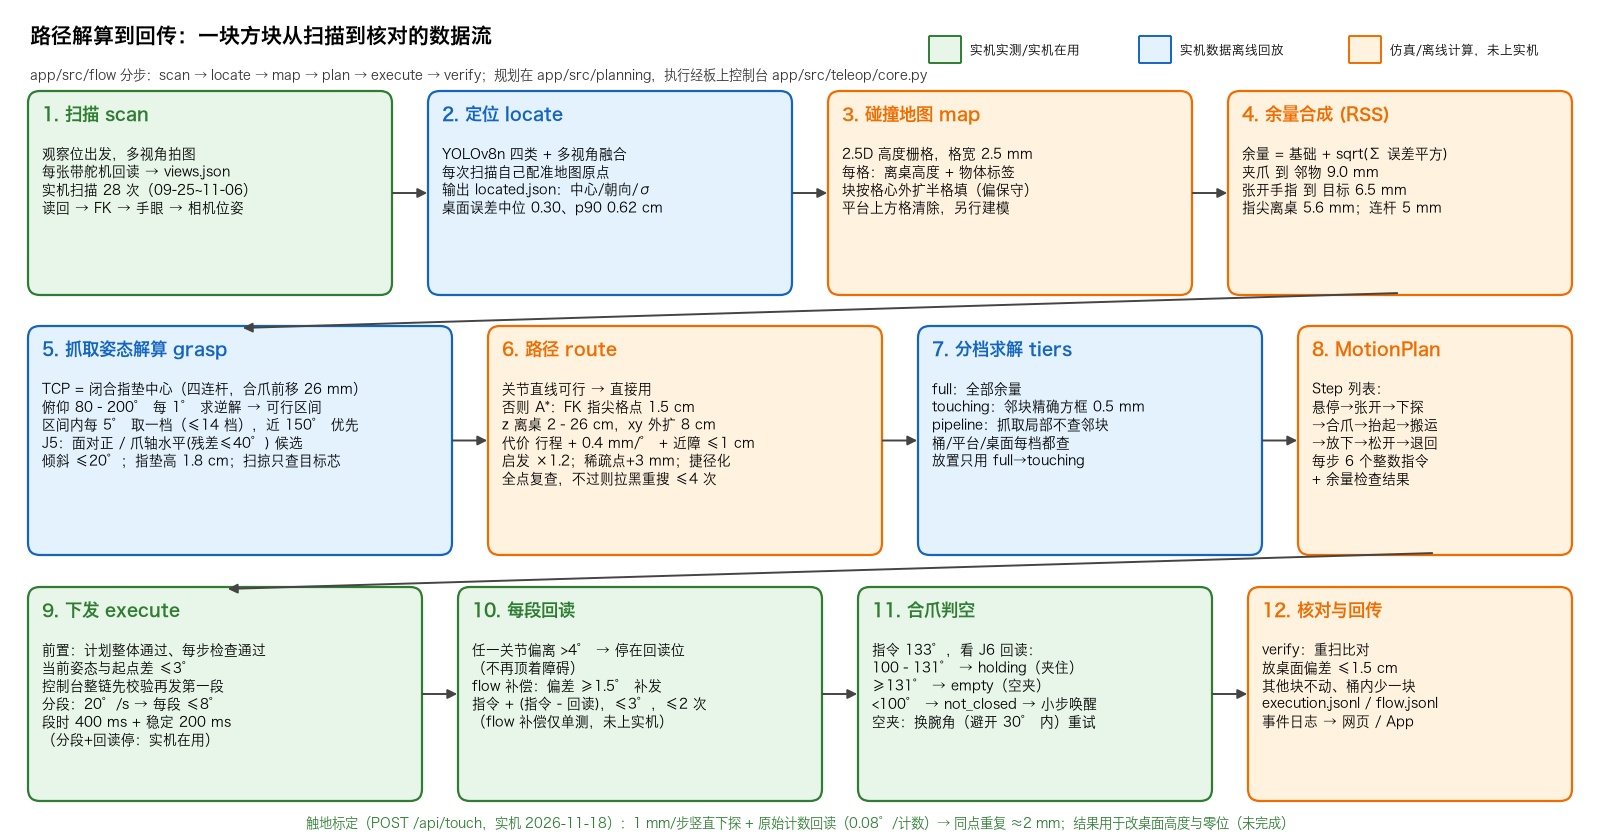 路径解算到回传：一块方块从扫描到核对的数据流
实机实测/实机在用
实机数据离线回放
仿真/离线计算，未上实机
app/src/flow 分步：scan → locate → map → plan → execute → verify；规划在 app/src/planning，执行经板上控制台 app/src/teleop/core.py
1. 扫描 scan
观察位出发，多视角拍图
每张带舵机回读 → views.json
实机扫描 28 次（09-25~11-06）
读回 → FK → 手眼 → 相机位姿
2. 定位 locate
YOLOv8n 四类 + 多视角融合
每次扫描自己配准地图原点
输出 located.json：中心/朝向/σ
桌面误差中位 0.30、p90 0.62 cm
3. 碰撞地图 map
2.5D 高度栅格，格宽 2.5 mm
每格：离桌高度 + 物体标签
块按格心外扩半格填（偏保守）
平台上方格清除，另行建模
4. 余量合成 (RSS)
余量 = 基础 + sqrt(Σ 误差平方)
夹爪 到 邻物 9.0 mm
张开手指 到 目标 6.5 mm
指尖离桌 5.6 mm；连杆 5 mm
5. 抓取姿态解算 grasp
TCP = 闭合指垫中心（四连杆，合爪前移 26 mm）
俯仰 80 - 200° 每 1° 求逆解 → 可行区间
区间内每 5° 取一档（≤14 档），近 150° 优先
J5：面对正 / 爪轴水平(残差≤40°) 候选
倾斜 ≤20°；指垫高 1.8 cm；扫掠只查目标芯
6. 路径 route
关节直线可行 → 直接用
否则 A*：FK 指尖格点 1.5 cm
z 离桌 2 - 26 cm，xy 外扩 8 cm
代价 行程 + 0.4 mm/° + 近障 ≤1 cm
启发 ×1.2；稀疏点+3 mm；捷径化
全点复查，不过则拉黑重搜 ≤4 次
7. 分档求解 tiers
full：全部余量
touching：邻块精确方框 0.5 mm
pipeline：抓取局部不查邻块
桶/平台/桌面每档都查
放置只用 full→touching
8. MotionPlan
Step 列表：
悬停→张开→下探
→合爪→抬起→搬运
→放下→松开→退回
每步 6 个整数指令
+ 余量检查结果
9. 下发 execute
前置：计划整体通过、每步检查通过
当前姿态与起点差 ≤3°
控制台整链先校验再发第一段
分段：20°/s → 每段 ≤8°
段时 400 ms + 稳定 200 ms
（分段+回读停：实机在用）
10. 每段回读
任一关节偏离 >4° → 停在回读位
（不再顶着障碍）
flow 补偿：偏差 ≥1.5° 补发
指令 + (指令 - 回读)，≤3°，≤2 次
（flow 补偿仅单测，未上实机）
11. 合爪判空
指令 133°，看 J6 回读：
100 - 131° → holding（夹住）
≥131° → empty（空夹）
<100° → not_closed → 小步唤醒
空夹：换腕角（避开 30° 内）重试
12. 核对与回传
verify：重扫比对
放桌面偏差 ≤1.5 cm
其他块不动、桶内少一块
execution.jsonl / flow.jsonl
事件日志 → 网页 / App
触地标定（POST /api/touch，实机 2026-11-18）：1 mm/步竖直下探 + 原始计数回读（0.08°/计数）→ 同点重复 ≈2 mm；结果用于改桌面高度与零位（未完成）